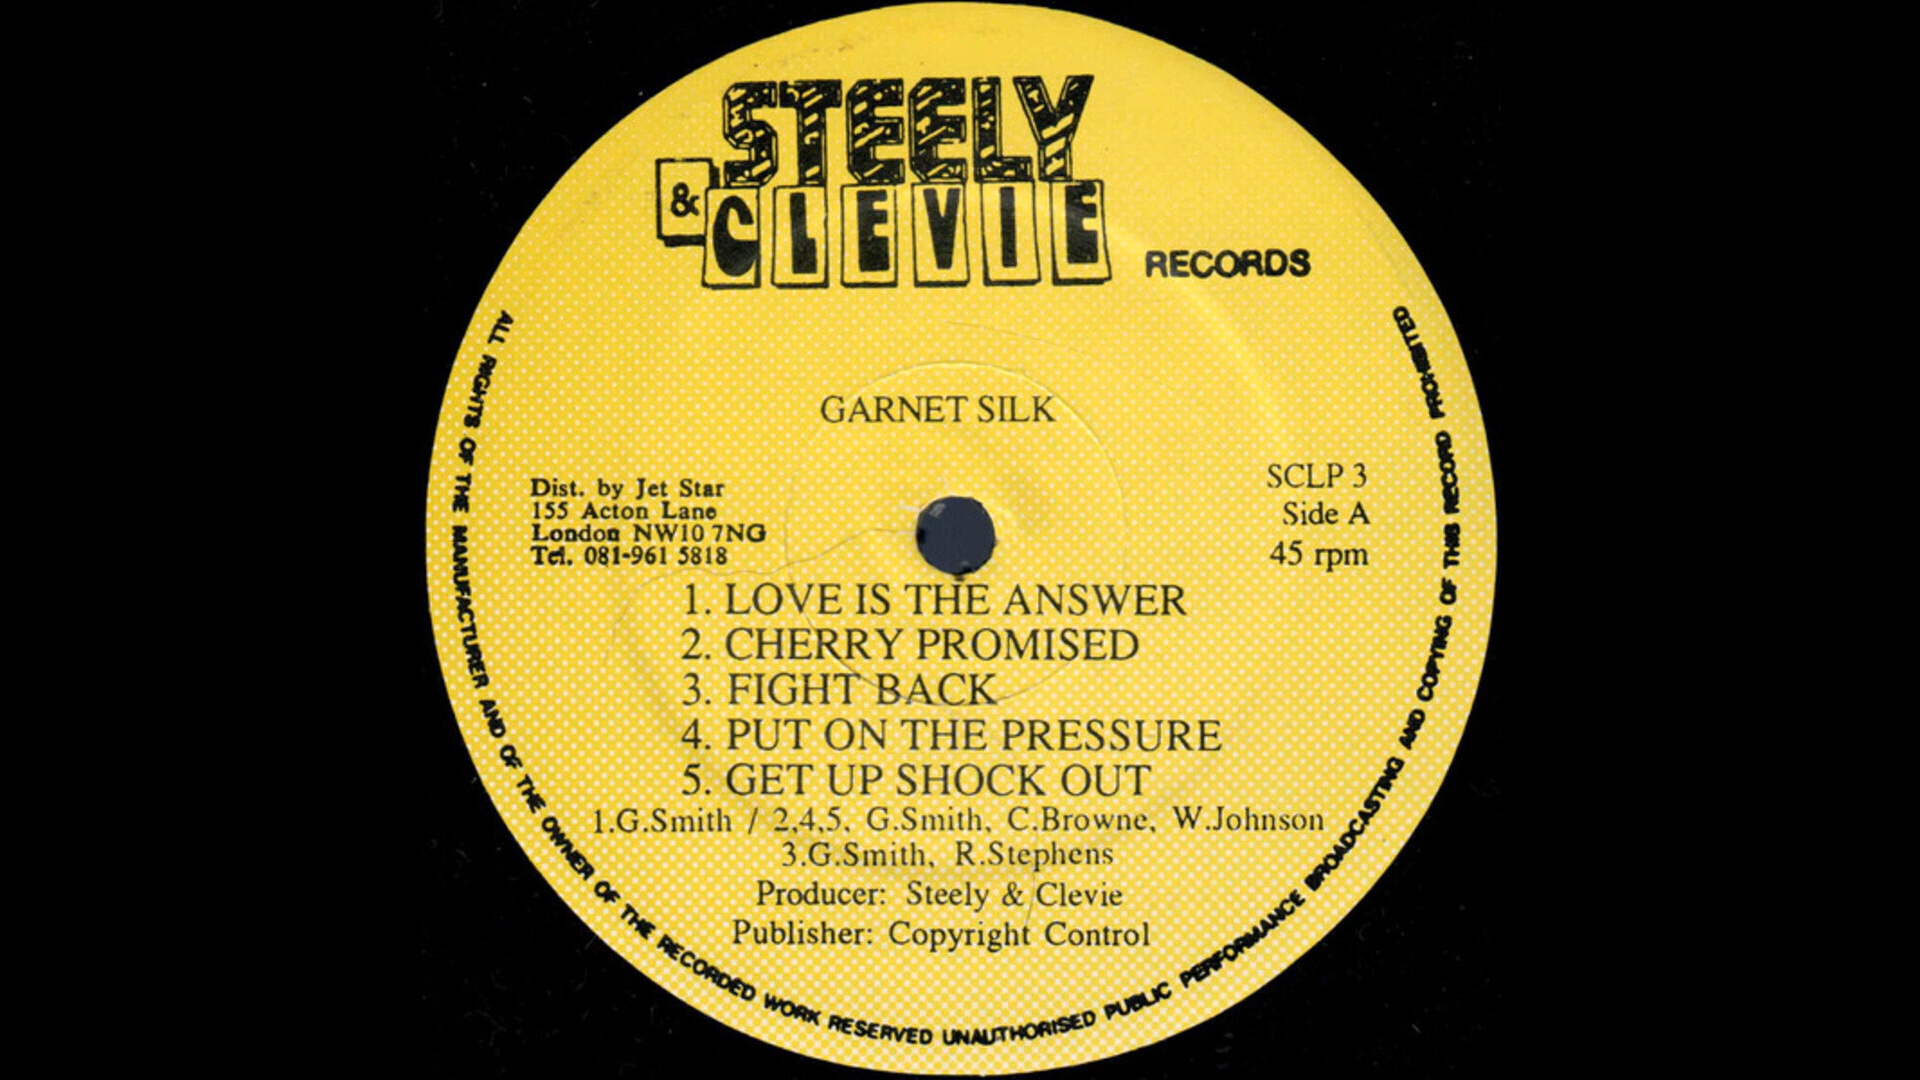 STEELY
& CLEVIE
RECORDS
GARNET SILK
Dist. by Jet Star
155 Acton Lane
London NW10 7NG
Tel. 081-961 5818
SCLP 3
Side A
45 rpm
1. LOVE IS THE ANSWER
2. CHERRY PROMISED
3. FIGHT BACK
4. PUT ON THE PRESSURE
5. GET UP SHOCK OUT
1.G.Smith / 2,4,5, G.Smith, C.Browne, W.Johnson
3.G.Smith, R.Stephens
Producer: Steely & Clevie
Publisher: Copyright Control
ALL RIGHTS OF THE MANUFACTURER AND OF THE OWNER OF THE RECORDED WORK RESERVED UNAUTHORISED PUBLIC PERFORMANCE BROADCASTING AND COPYING OF THIS RECORD PROHIBITED